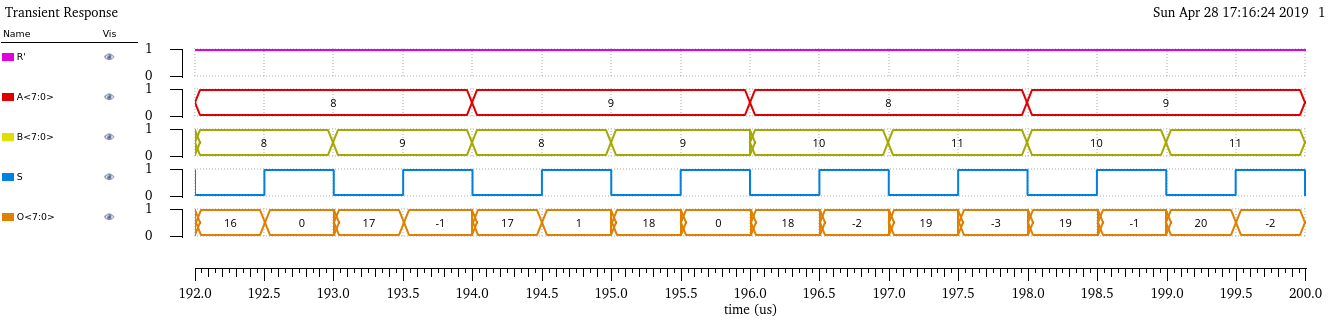 Transient Response
Sun Apr 28 17:16:24 2019 1
Name Vis
R'
1
0
A<7:0>
1
0
8 9 8 9
B<7:0>
1
0
8 9 8 9 10 11 10 11
S
1
0
O<7:0>
1
0
16 0 17 -1 17 1 18 0 18 -2 19 -3 19 -1 20 -2
192.0 192.5 193.0 193.5 194.0 194.5 195.0 195.5 196.0 196.5 197.0 197.5 198.0 198.5 199.0 199.5 200.0
time (us)